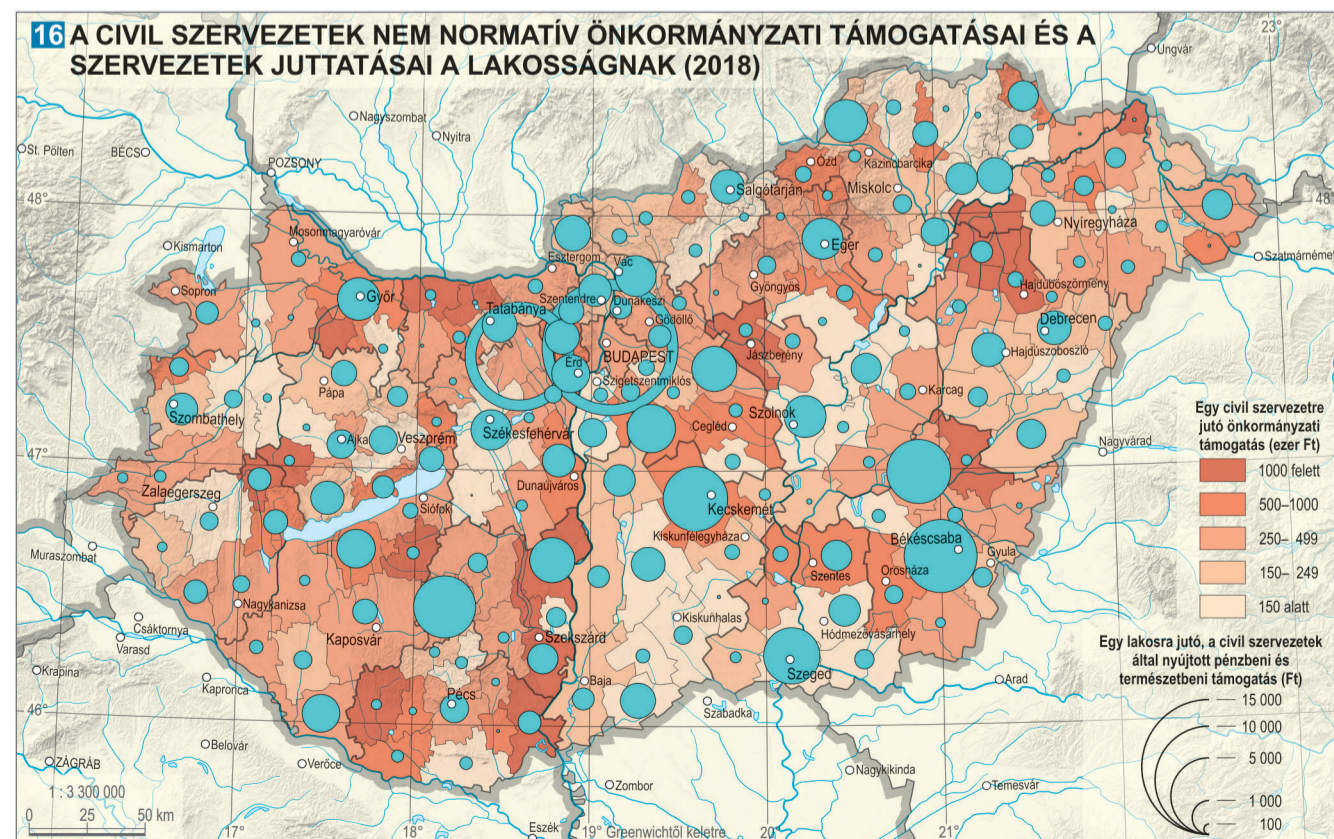 16 A CIVIL SZERVEZETEK NEM NORMATÍV ÖNKORMÁNYZATI TÁMOGATÁSAI ÉS A
SZERVEZETEK JUTTATÁSAI A LAKOSSÁGNAK (2018)
23°
Ungvár
Nagyszombat
Nyitra
St. Pölten
BÉCS
POZSONY
Ózd
Kazincbarcika
Salgótarján
Miskolc
48°
48°
Nyíregyháza
Mosonmagyaróvár
Kismarton
Eger
Szatmárnémeti
Esztergom
Vác
Gyöngyös
Sopron
Győr
Hajdúböszörmény
Tatabánya
Szentendre
Dunakeszi
Gödöllő
Debrecen
Jászberény
BUDAPEST
Hajdúszoboszló
Érd
Szigetszentmiklós
Pápa
Karcag
Szombathely
Szolnok
Cegléd
Székesfehérvár
Ajka
Veszprém
47°
47°
Nagyvárad
Dunaújváros
Zalaegerszeg
Siófok
Kecskemét
Kiskunfélegyháza
Békéscsaba
Muraszombat
Gyula
Szentes
Orosháza
Nagykanizsa
Csáktornya
Varasd
Kaposvár
Kiskunhalas
Hódmezővásárhely
Szekszárd
Krapina
Kapronca
Szeged
Baja
Arad
Pécs
46°
46°
Szabadka
Belovár
Verőce
ZÁGRÁB
Nagykikinda
Zombor
Temesvár
Eszék
1 : 3 300 000
0 25 50 km
17° 18° 19° Greenwichtől keletre 20° 21°
Egy civil szervezetre
jutó önkormányzati
támogatás (ezer Ft)
1000 felett
500–1000
250– 499
150– 249
150 alatt
Egy lakosra jutó, a civil szervezetek
által nyújtott pénzbeni és
természetbeni támogatás (Ft)
15 000
10 000
5 000
1 000
100